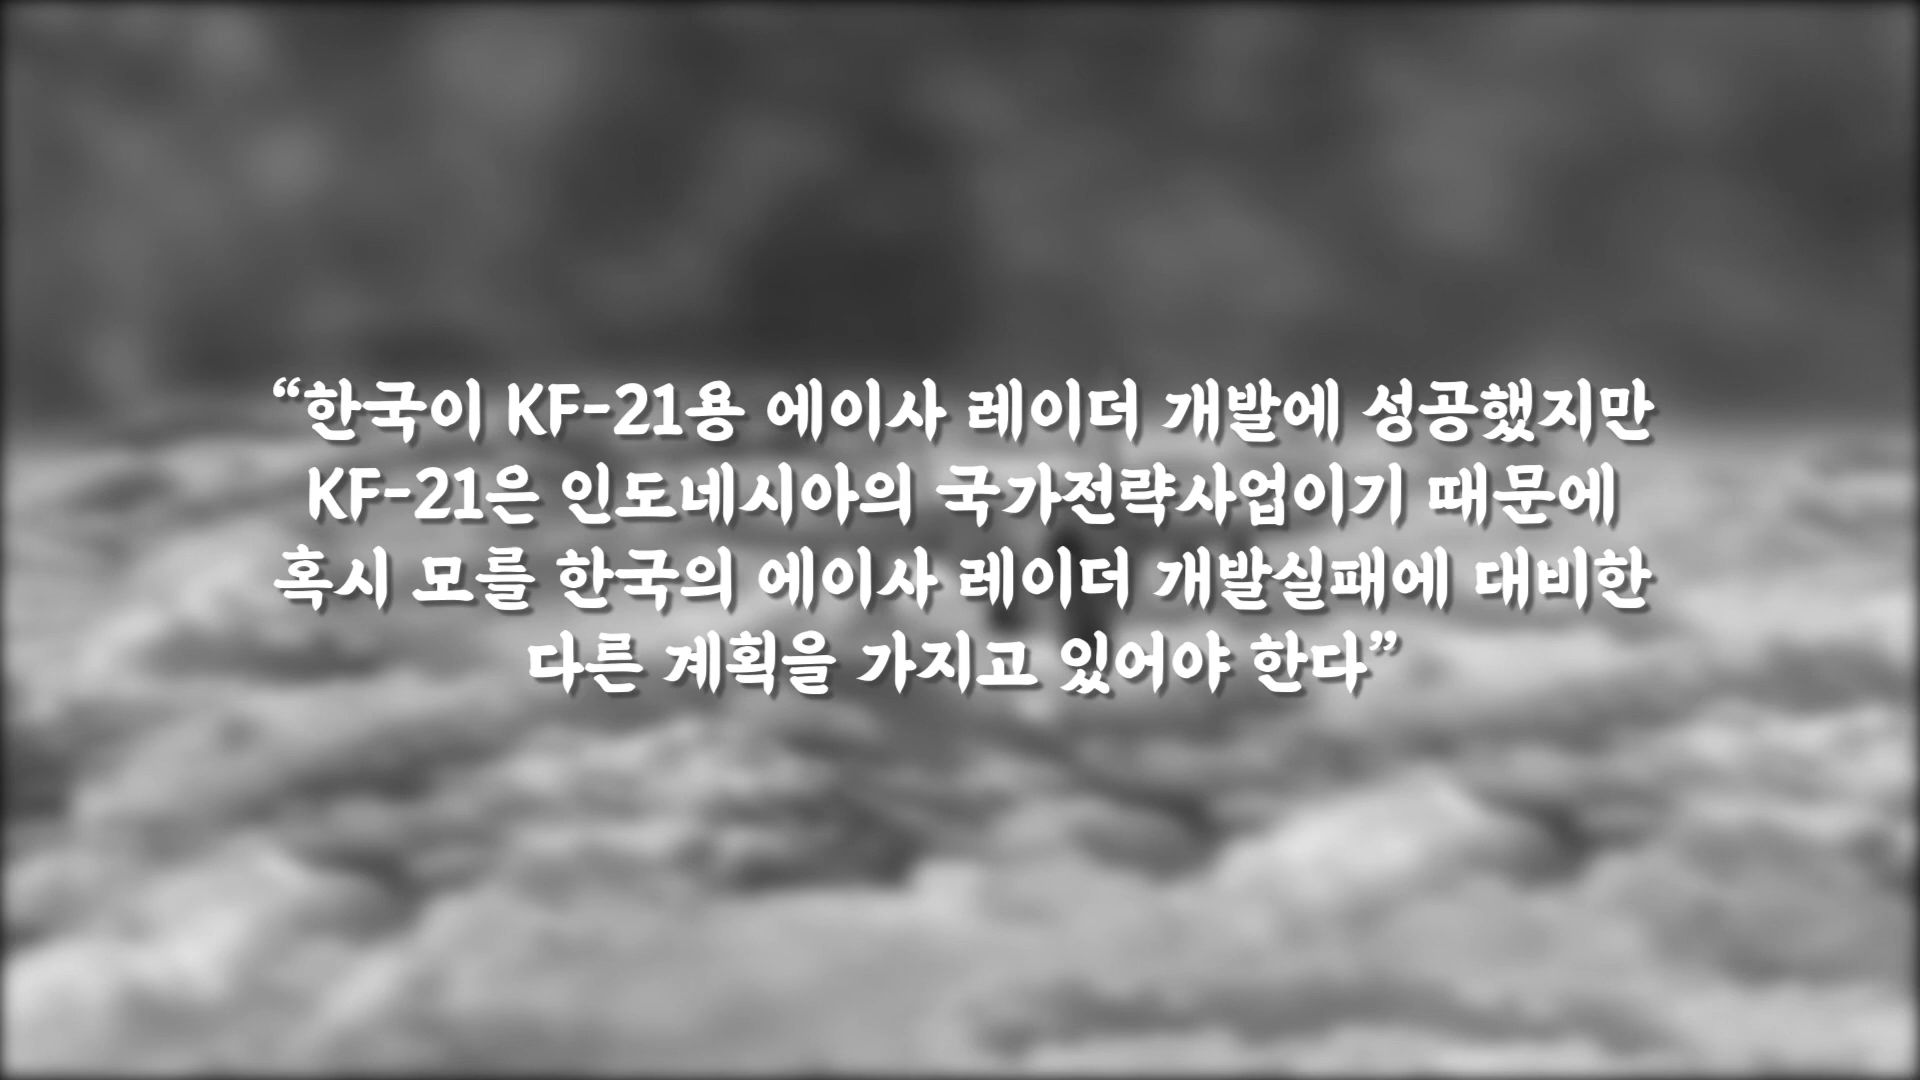 “한국이 KF-21용 에이사 레이더 개발에 성공했지만
KF-21은 인도네시아의 국가전략사업이기 때문에
혹시 모를 한국의 에이사 레이더 개발실패에 대비한
다른 계획을 가지고 있어야 한다”